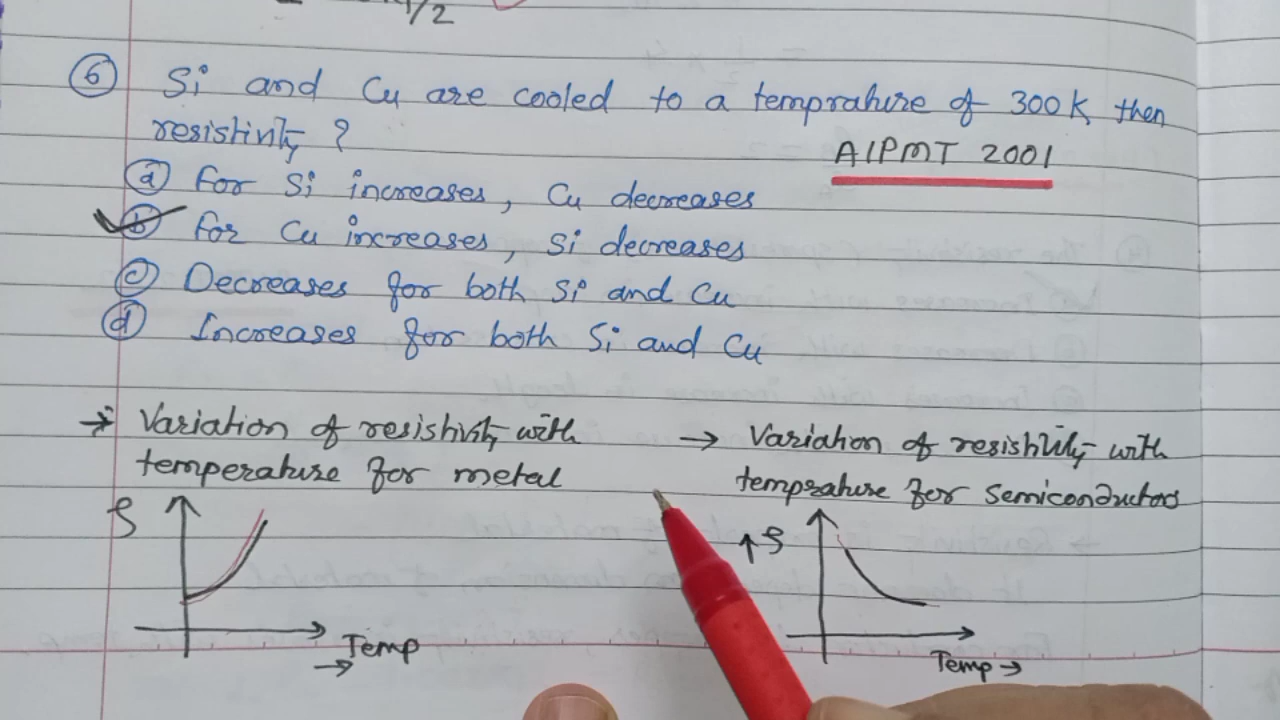 /2
⑥ Si and Cu are cooled to a temprature of 300K, then
resistivity ?
AIPMT 2001
ⓐ for Si increases, Cu decreases
ⓑ for Cu increases, Si decreases
ⓒ Decreases for both Si and Cu
ⓓ Increases for both Si and Cu
→ Variation of resistivity with
temperature for metal
→ Variation of resistivity with
temprature for semiconductors
ρ
Temp
→
↑ρ
Temp →